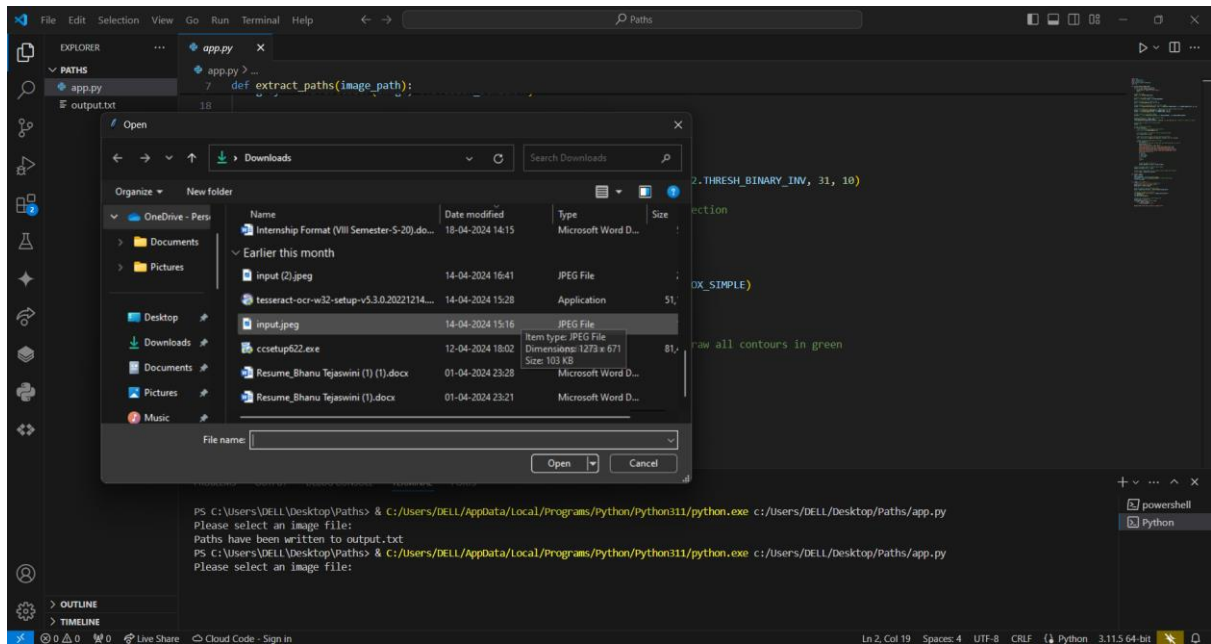 File Edit Selection View Go Run Terminal Help
Paths
EXPLORER
PATHS
app.py
output.txt
app.py
app.py > ...
7 def extract_paths(image_path):
18
2.THRESH_BINARY_INV, 31, 10)
ection
OX_SIMPLE)
raw all contours in green
Open
Downloads
Search Downloads
Organize New folder
Name Date modified Type Size
OneDrive - Pers
Documents
Pictures
Desktop
Downloads
Documents
Pictures
Music
Internship Format (VIII Semester-S-20).do... 18-04-2024 14:15 Microsoft Word D...
Earlier this month
input (2).jpeg 14-04-2024 16:41 JPEG File
tesseract-ocr-w32-setup-v5.3.0.20221214.... 14-04-2024 15:28 Application 51,
input.jpeg 14-04-2024 15:16 JPEG File
Item type: JPEG File
Dimensions: 1273 x 671
Size: 103 KB
ccsetup622.exe 12-04-2024 18:02 81,
Resume_Bhanu Tejaswini (1) (1).docx 01-04-2024 23:28 Microsoft Word D...
Resume_Bhanu Tejaswini (1).docx 01-04-2024 23:21 Microsoft Word D...
File name:
Open Cancel
PS C:\Users\DELL\Desktop\Paths> & C:/Users/DELL/AppData/Local/Programs/Python/Python311/python.exe c:/Users/DELL/Desktop/Paths/app.py
Please select an image file:
Paths have been written to output.txt
PS C:\Users\DELL\Desktop\Paths> & C:/Users/DELL/AppData/Local/Programs/Python/Python311/python.exe c:/Users/DELL/Desktop/Paths/app.py
Please select an image file:
powershell
Python
OUTLINE
TIMELINE
0 0 0 Live Share Cloud Code - Sign in
Ln 2, Col 19 Spaces: 4 UTF-8 CRLF Python 3.11.5 64-bit